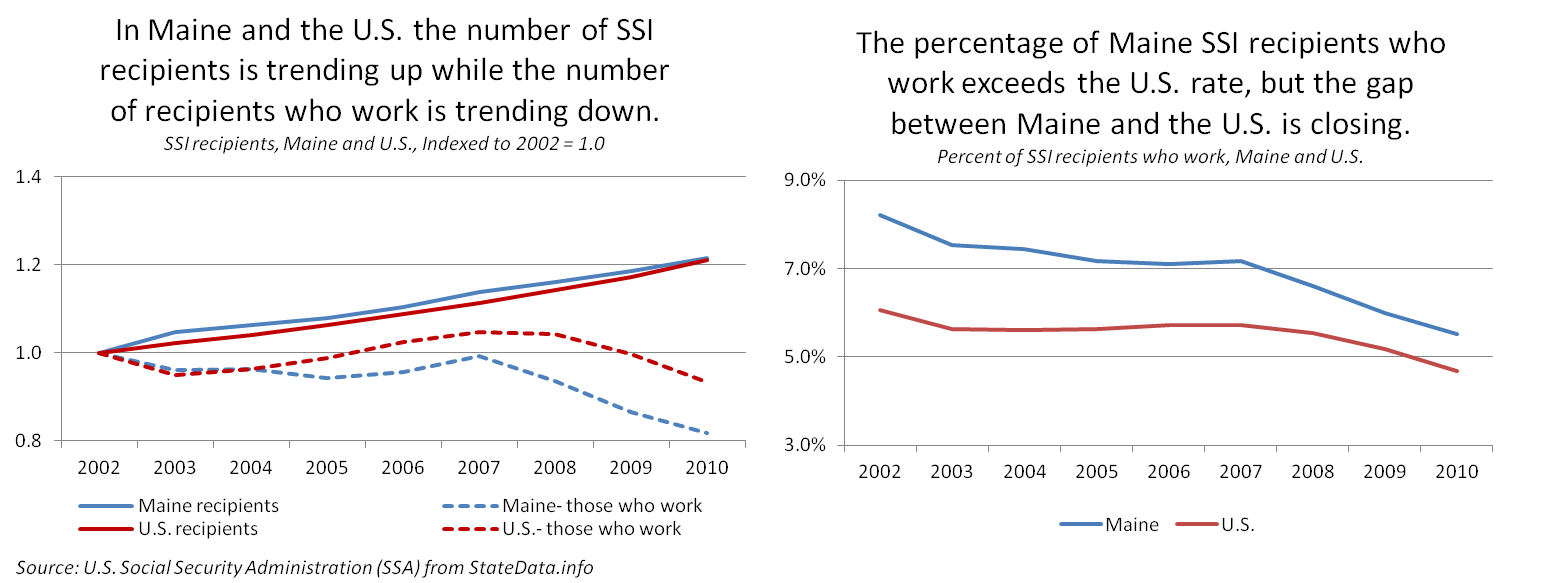 In Maine and the U.S. the number of SSI
recipients is trending up while the number
of recipients who work is trending down.
SSI recipients, Maine and U.S., Indexed to 2002 = 1.0
1.4
1.2
1.0
0.8
2002 2003 2004 2005 2006 2007 2008 2009 2010
Maine recipients
Maine- those who work
U.S. recipients
U.S.- those who work
Source: U.S. Social Security Administration (SSA) from StateData.info
The percentage of Maine SSI recipients who
work exceeds the U.S. rate, but the gap
between Maine and the U.S. is closing.
Percent of SSI recipients who work, Maine and U.S.
9.0%
7.0%
5.0%
3.0%
2002 2003 2004 2005 2006 2007 2008 2009 2010
Maine U.S.